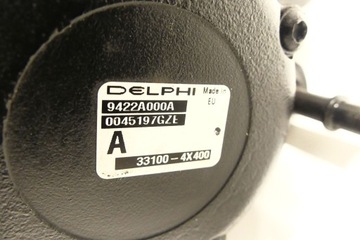 DELPHI Made in
EU
9422A000A
0045197GZE
A
33100-4X400